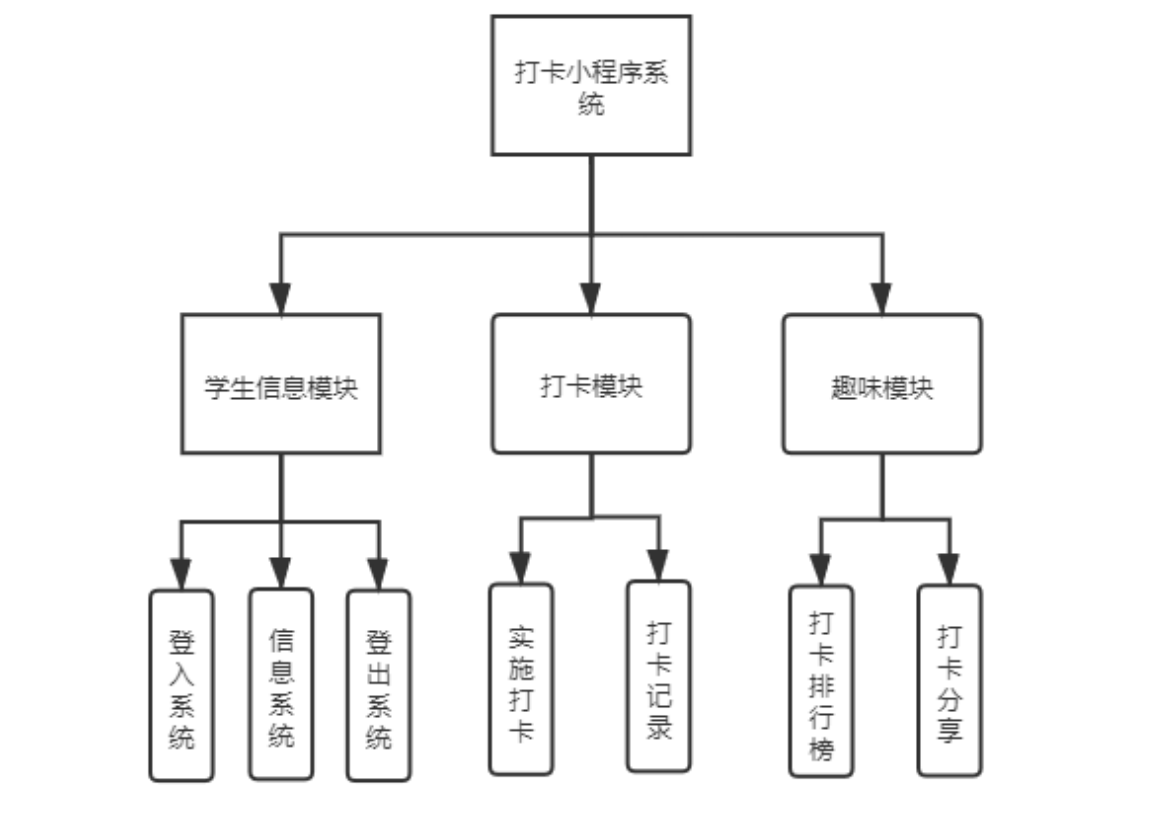 打卡小程序系
统
学生信息模块
打卡模块
趣味模块
登入系统
信息系统
登出系统
实施打卡
打卡记录
打卡排行榜
打卡分享